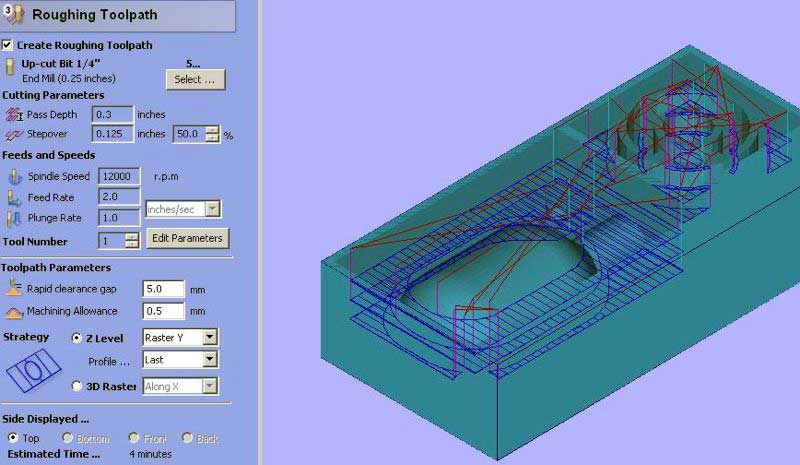 3
Roughing Toolpath
Create Roughing Toolpath
Up-cut Bit 1/4" 5...
End Mill (0.25 inches) Select ...
Cutting Parameters
Pass Depth 0.3 inches
Stepover 0.125 inches 50.0 %
Feeds and Speeds
Spindle Speed 12000 r.p.m
Feed Rate 2.0
inches/sec
Plunge Rate 1.0
Tool Number 1 Edit Parameters
Toolpath Parameters
Rapid clearance gap 5.0 mm
Machining Allowance 0.5 mm
Strategy Z Level Raster Y
Profile ... Last
3D Raster Along X
Side Displayed ...
Top Bottom Front Back
Estimated Time ... 4 minutes